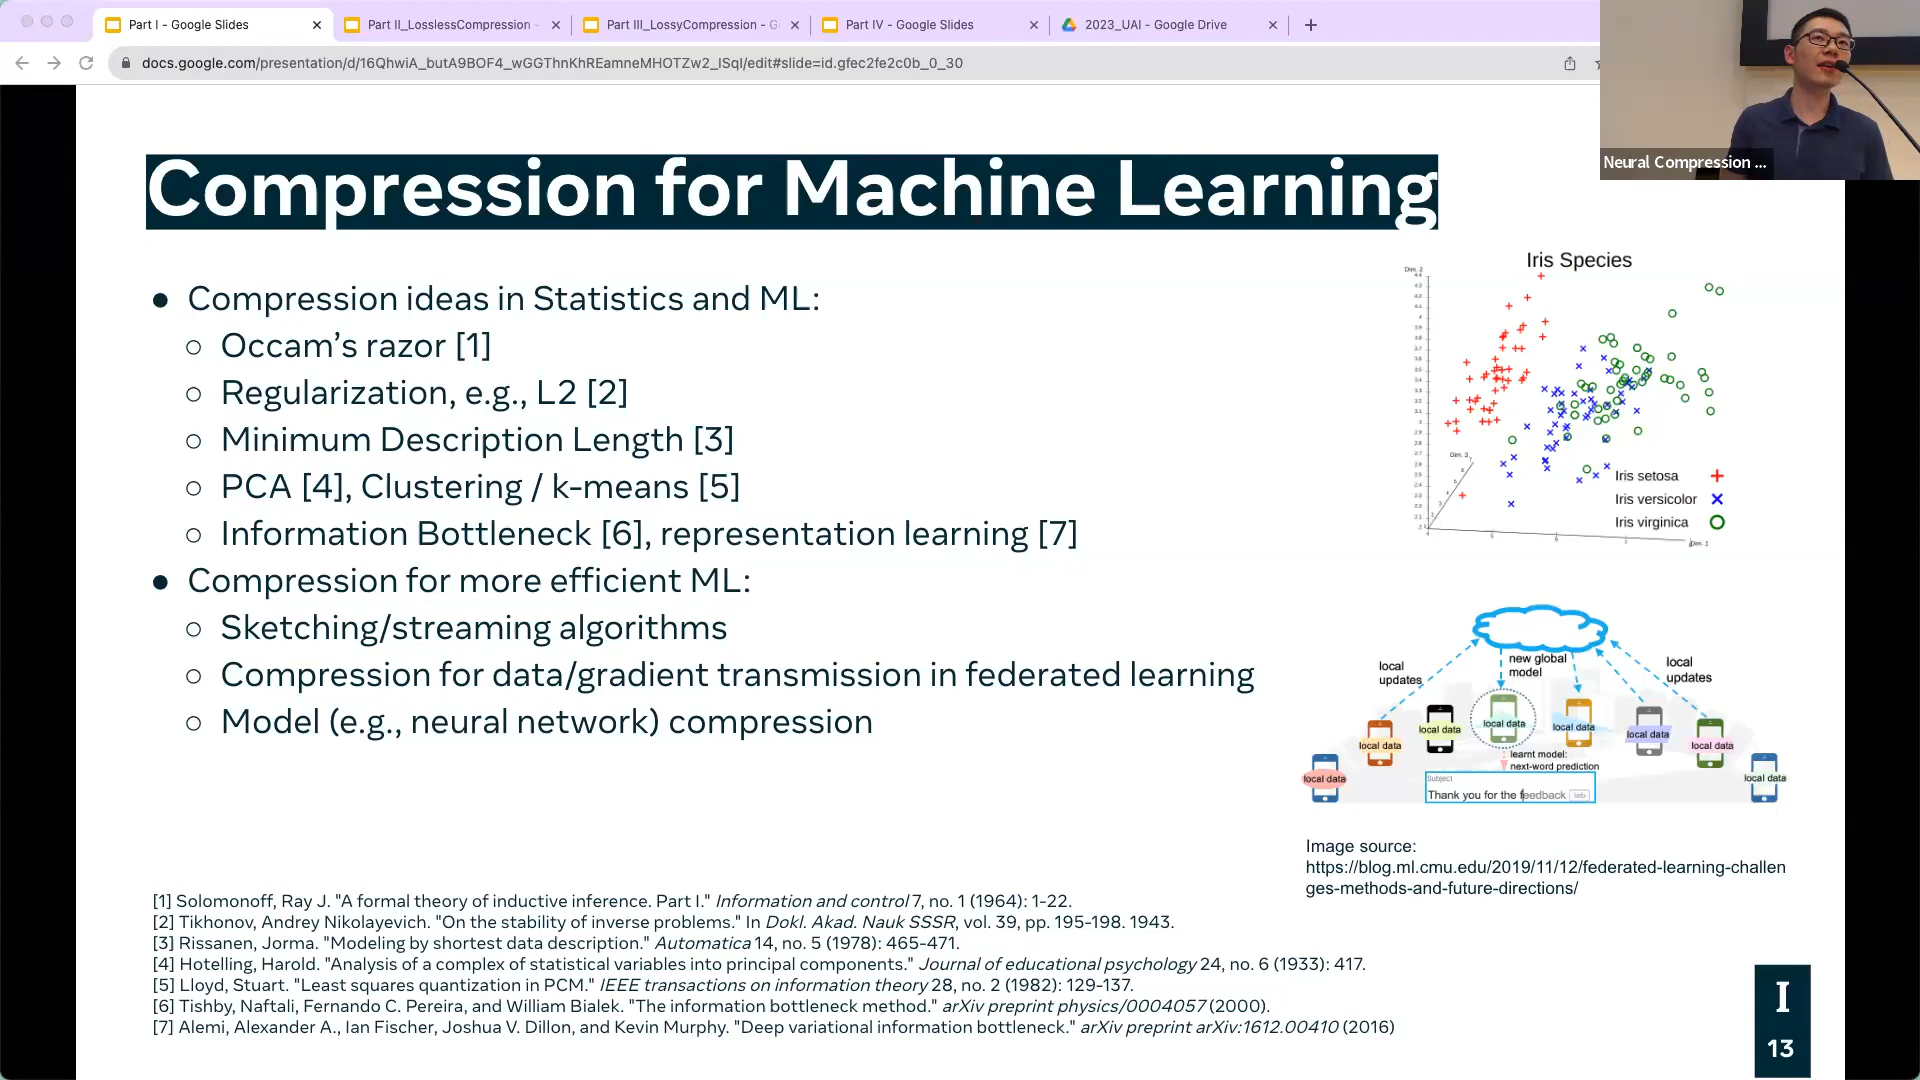 Part I - Google Slides
Part II_LosslessCompression -
Part III_LossyCompression - G
Part IV - Google Slides
2023_UAI - Google Drive
docs.google.com/presentation/d/16QhwiA_butA9BOF4_wGGThnKhREamneMHOTZw2_lSqI/edit#slide=id.gfec2fe2c0b_0_30
Neural Compression ...
Compression for Machine Learning
● Compression ideas in Statistics and ML:
○ Occam's razor [1]
○ Regularization, e.g., L2 [2]
○ Minimum Description Length [3]
○ PCA [4], Clustering / k-means [5]
○ Information Bottleneck [6], representation learning [7]
● Compression for more efficient ML:
○ Sketching/streaming algorithms
○ Compression for data/gradient transmission in federated learning
○ Model (e.g., neural network) compression
Iris Species
Dim. 2
Dim. 3
Dim. 1
Iris setosa
Iris versicolor
Iris virginica
local
updates
new global
model
local
updates
local data
local data
local data
local data
local data
local data
local data
local data
learnt model:
next-word prediction
Subject
Thank you for the feedback tab
Image source:
https://blog.ml.cmu.edu/2019/11/12/federated-learning-challen
ges-methods-and-future-directions/
[1] Solomonoff, Ray J. "A formal theory of inductive inference. Part I." Information and control 7, no. 1 (1964): 1-22.
[2] Tikhonov, Andrey Nikolayevich. "On the stability of inverse problems." In Dokl. Akad. Nauk SSSR, vol. 39, pp. 195-198. 1943.
[3] Rissanen, Jorma. "Modeling by shortest data description." Automatica 14, no. 5 (1978): 465-471.
[4] Hotelling, Harold. "Analysis of a complex of statistical variables into principal components." Journal of educational psychology 24, no. 6 (1933): 417.
[5] Lloyd, Stuart. "Least squares quantization in PCM." IEEE transactions on information theory 28, no. 2 (1982): 129-137.
[6] Tishby, Naftali, Fernando C. Pereira, and William Bialek. "The information bottleneck method." arXiv preprint physics/0004057 (2000).
[7] Alemi, Alexander A., Ian Fischer, Joshua V. Dillon, and Kevin Murphy. "Deep variational information bottleneck." arXiv preprint arXiv:1612.00410 (2016)
I
13